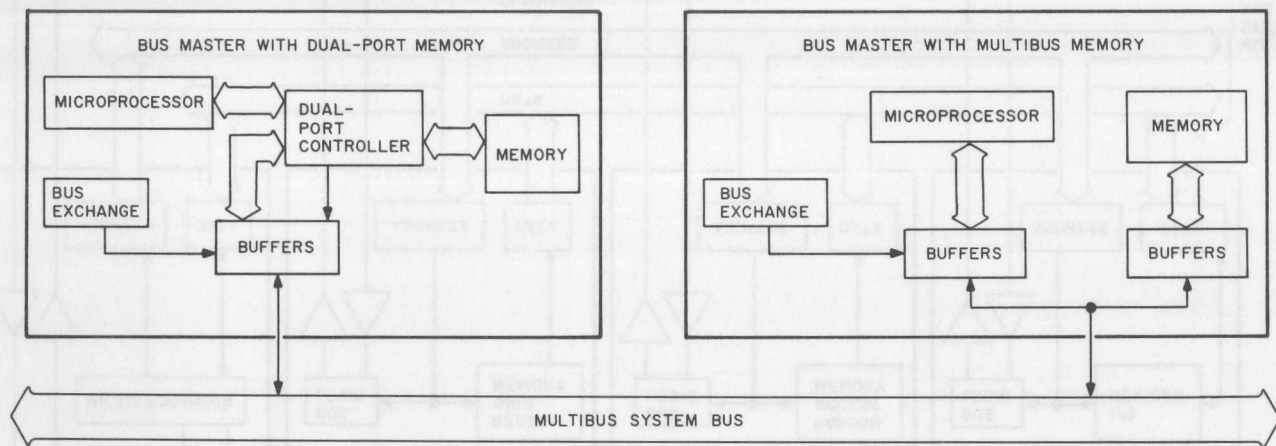 BUS MASTER WITH DUAL-PORT MEMORY
MICROPROCESSOR
DUAL-
PORT
CONTROLLER
MEMORY
BUS
EXCHANGE
BUFFERS
BUS MASTER WITH MULTIBUS MEMORY
MICROPROCESSOR
MEMORY
BUS
EXCHANGE
BUFFERS
BUFFERS
MULTIBUS SYSTEM BUS